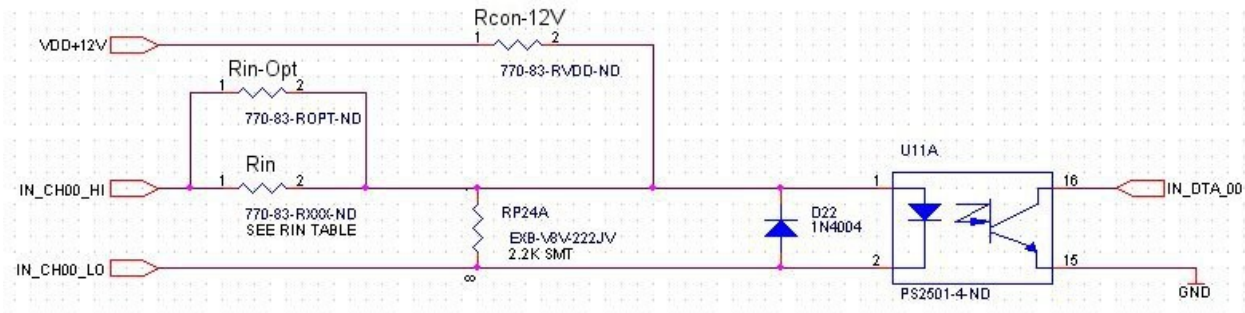 Rcon-12V
VDD+12V
1 2
770-83-RVDD-ND
Rin-Opt
1 2
770-83-ROPT-ND
U11A
Rin
IN_CH00_HI
1 2
1
16
IN_DTA_00
770-83-RXXX-ND
SEE RIN TABLE
RP24A
EXB-V8V-222JV
2.2K SMT
D22
1N4004
IN_CH00_LO
8
2
15
PS2501-4-ND
GND